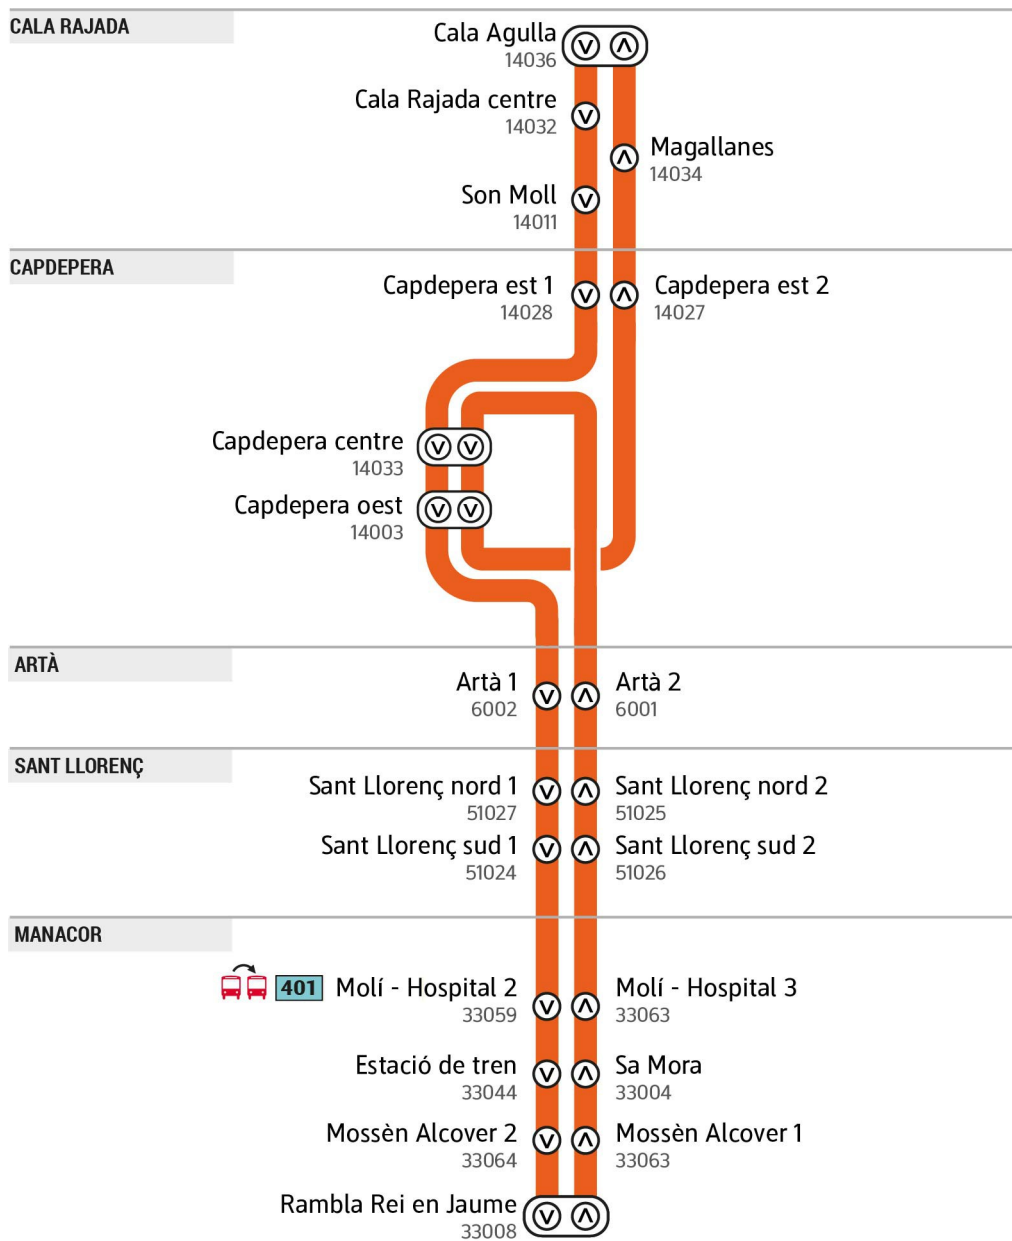 CALA RAJADA
Cala Agulla
14036
Cala Rajada centre
14032
Magallanes
14034
Son Moll
14011
CAPDEPERA
Capdepera est 1
14028
Capdepera est 2
14027
Capdepera centre
14033
Capdepera oest
14003
ARTÀ
Artà 1
6002
Artà 2
6001
SANT LLORENÇ
Sant Llorenç nord 1
51027
Sant Llorenç nord 2
51025
Sant Llorenç sud 1
51024
Sant Llorenç sud 2
51026
MANACOR
401 Molí - Hospital 2
33059
Molí - Hospital 3
33063
Estació de tren
33044
Sa Mora
33004
Mossèn Alcover 2
33064
Mossèn Alcover 1
33063
Rambla Rei en Jaume
33008